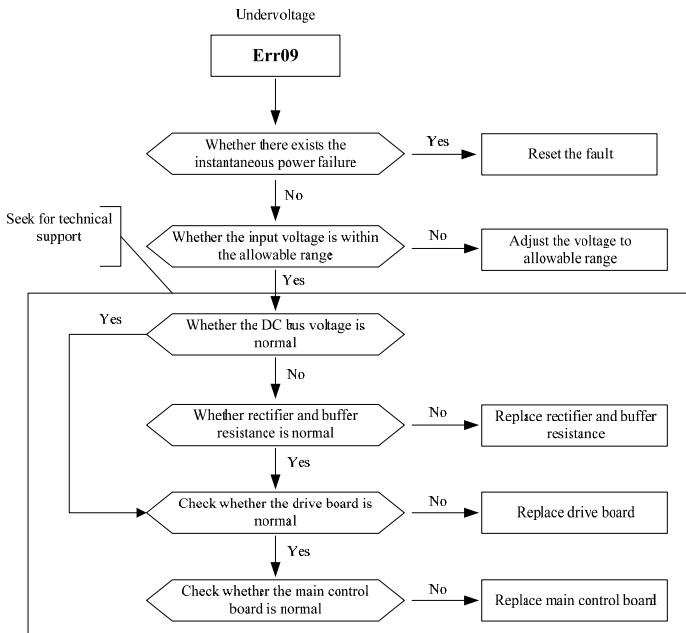 Undervoltage
Err09
Whether there exists the
instantaneous power failure
Yes
Reset the fault
No
Seek for technical
support
Whether the input voltage is within
the allowable range
No
Adjust the voltage to
allowable range
Yes
Yes
Whether the DC bus voltage is
normal
No
Whether rectifier and buffer
resistance is normal
No
Replace rectifier and buffer
resistance
Yes
Check whether the drive board is
normal
No
Replace drive board
Yes
Check whether the main control
board is normal
No
Replace main control board